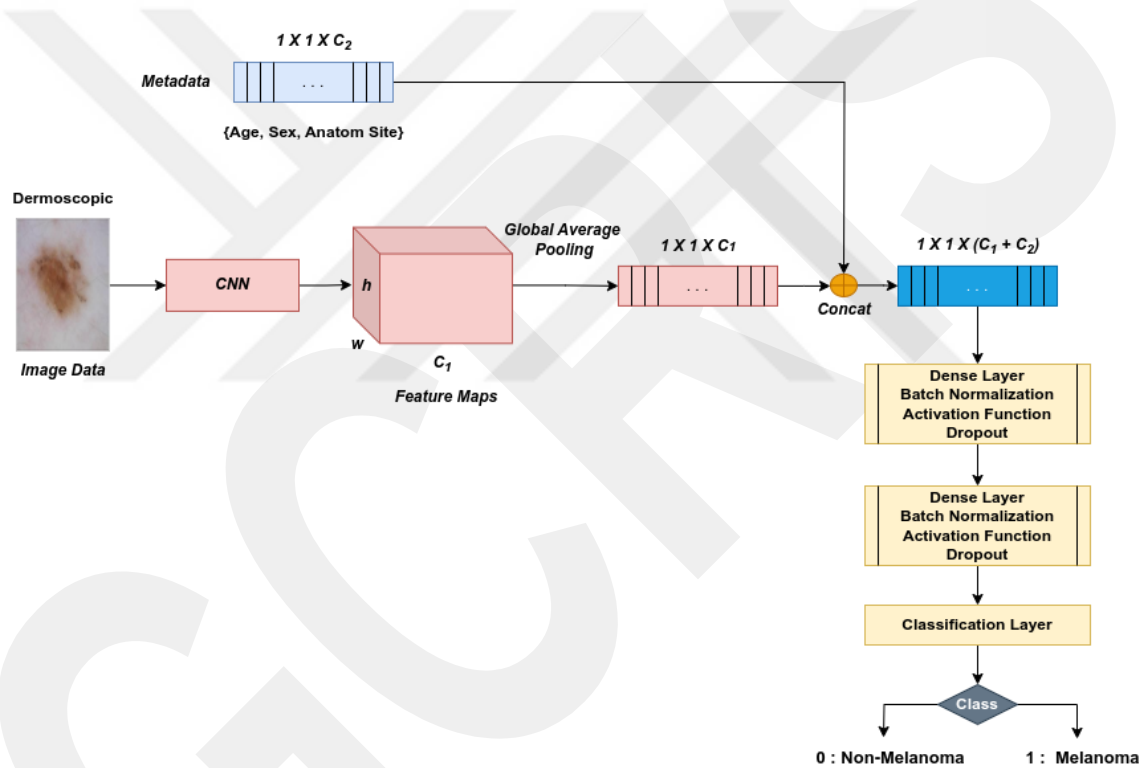 1 X 1 X C₂
Metadata
. . .
{Age, Sex, Anatom Site}
Dermoscopic
Image Data
CNN
h
w
C₁
Feature Maps
Global Average
Pooling
1 X 1 X C₁
. . .
Concat
1 X 1 X (C₁ + C₂)
. . .
Dense Layer
Batch Normalization
Activation Function
Dropout
Dense Layer
Batch Normalization
Activation Function
Dropout
Classification Layer
Class
0 : Non-Melanoma
1 : Melanoma